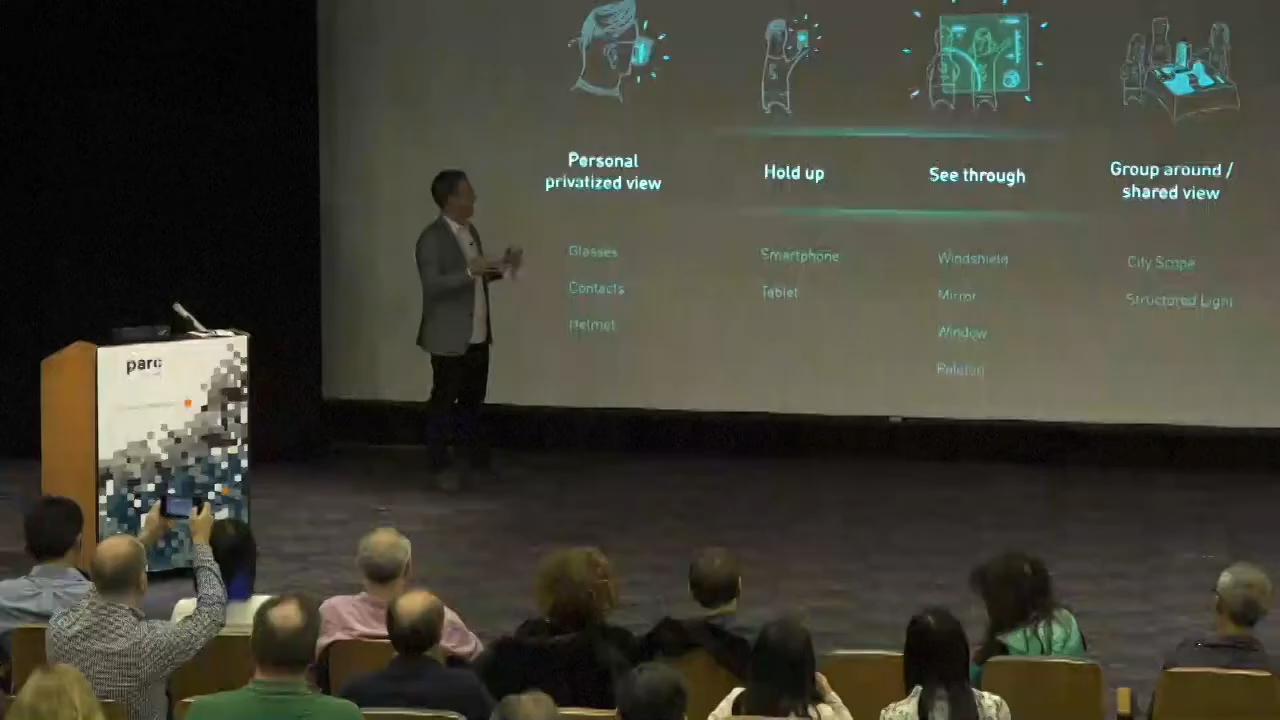 Personal
privatized view
Glasses
Contacts
Helmet
Hold up
Smartphone
Tablet
See through
Windshield
Mirror
Window
Group around /
shared view
City Scope
Structured Light
parc